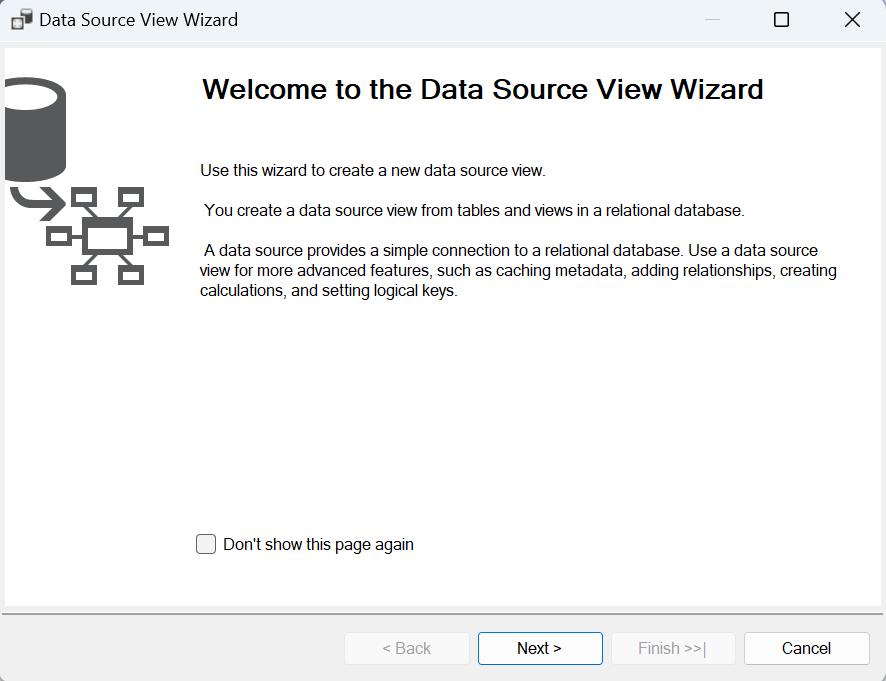 Data Source View Wizard
Welcome to the Data Source View Wizard
Use this wizard to create a new data source view.
You create a data source view from tables and views in a relational database.
A data source provides a simple connection to a relational database. Use a data source
view for more advanced features, such as caching metadata, adding relationships, creating
calculations, and setting logical keys.
Don't show this page again
< Back
Next >
Finish >>|
Cancel